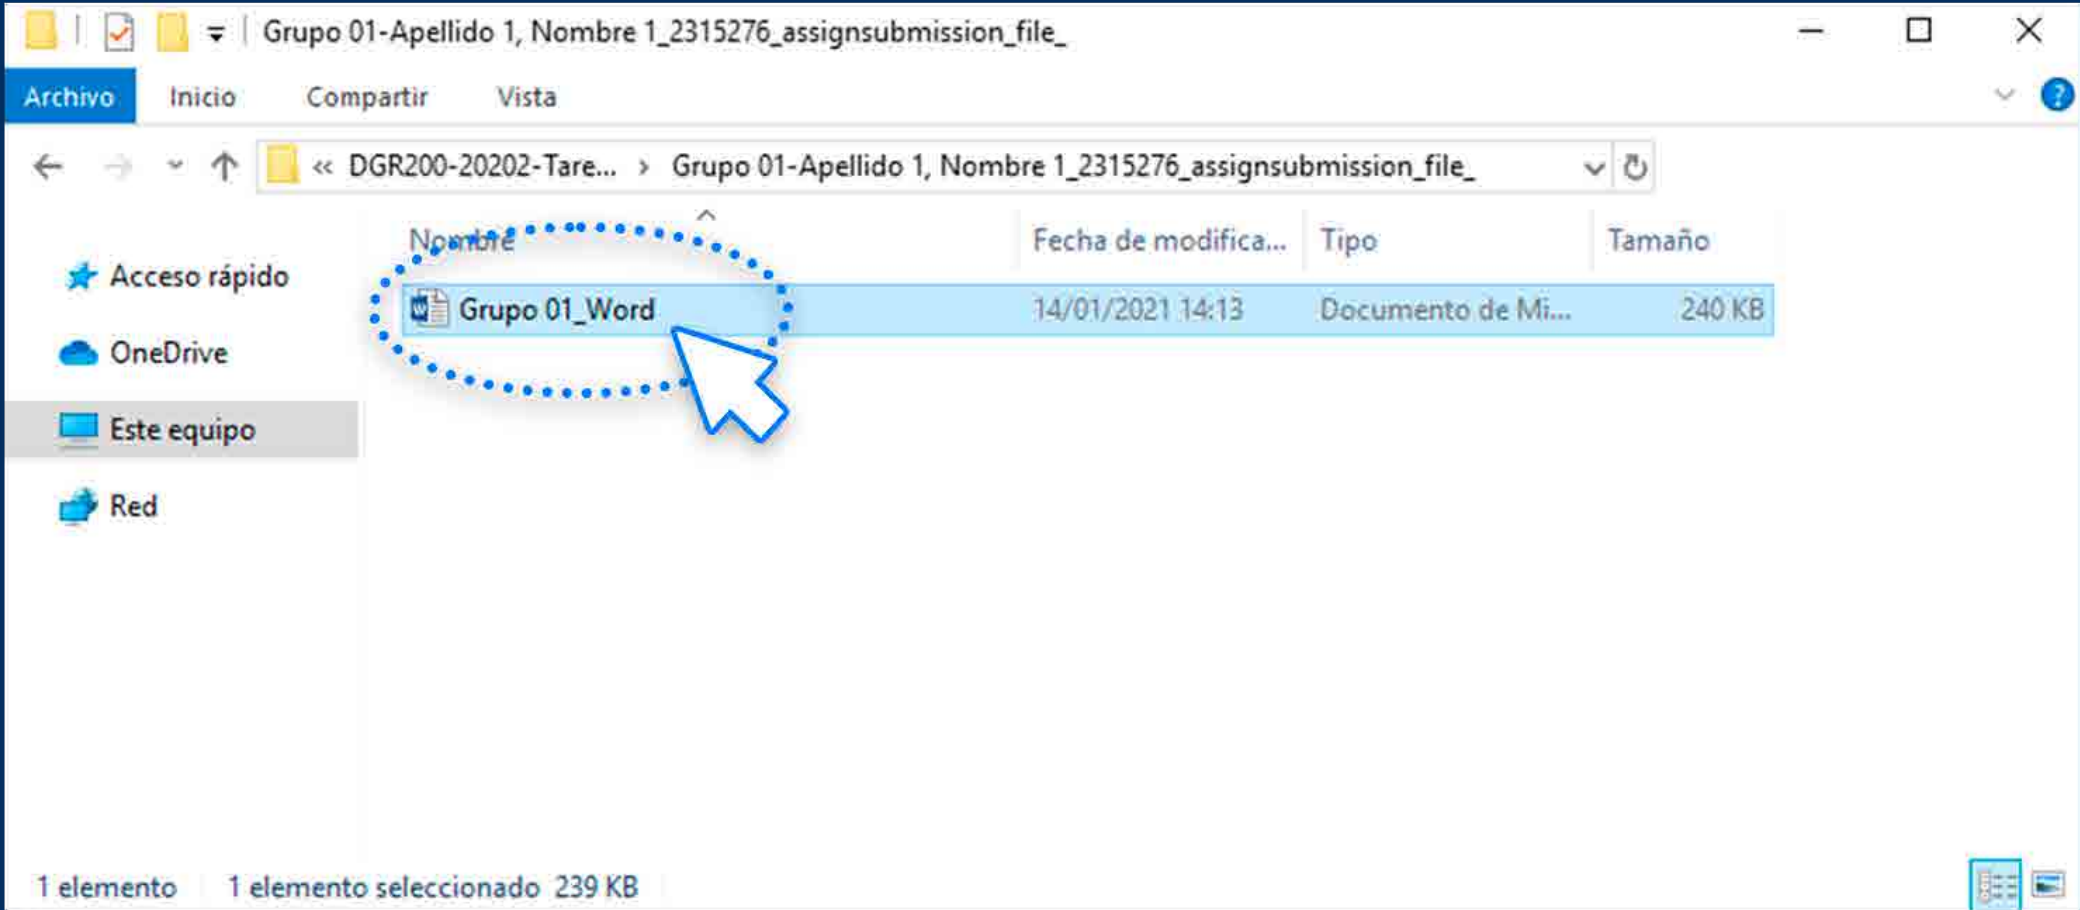 Grupo 01-Apellido 1, Nombre 1_2315276_assignsubmission_file_
Archivo Inicio Compartir Vista
« DGR200-20202-Tare... › Grupo 01-Apellido 1, Nombre 1_2315276_assignsubmission_file_
Nombre Fecha de modifica... Tipo Tamaño
Acceso rápido
Grupo 01_Word 14/01/2021 14:13 Documento de Mi... 240 KB
OneDrive
Este equipo
Red
1 elemento 1 elemento seleccionado 239 KB